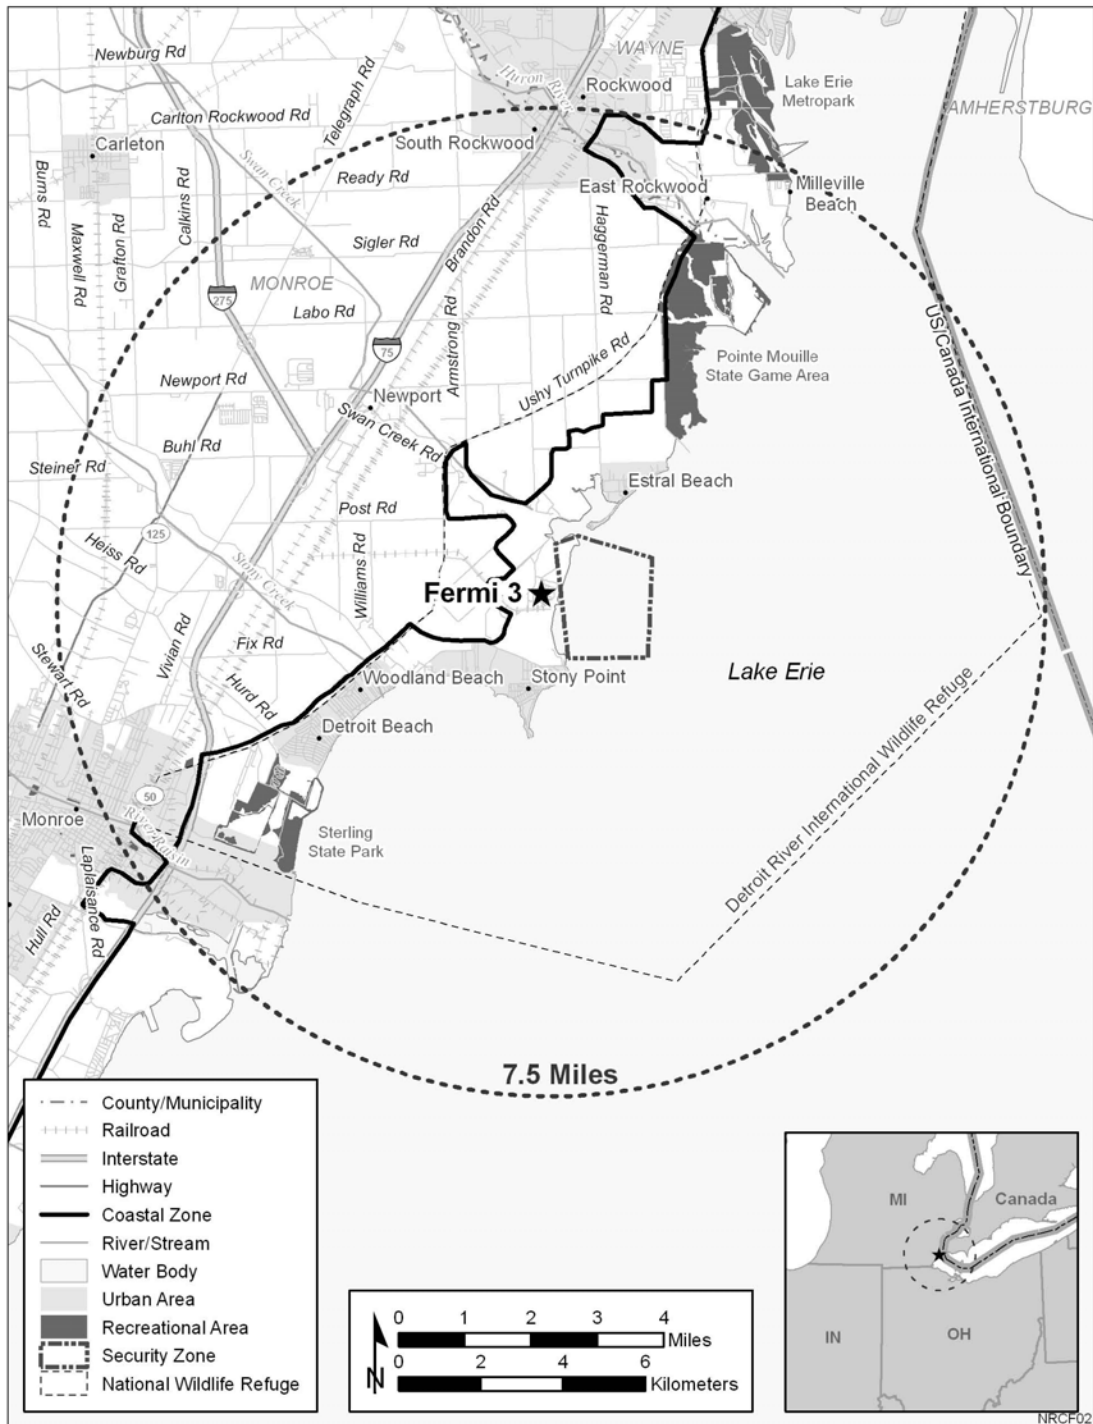 WAYNE
Newburg Rd
Huron River
Rockwood
Lake Erie
Metropark
Telegraph Rd
AMHERSTBURG
Carlton Rockwood Rd
Carleton
South Rockwood
Swan Creek
Ready Rd
East Rockwood
Milleville
Beach
Burns Rd
Maxwell Rd
Grafton Rd
Calkins Rd
Sigler Rd
Brandon Rd
Haggerman Rd
MONROE
275
Labo Rd
75
Armstrong Rd
US/Canada International Boundary
Pointe Mouille
State Game Area
Newport Rd
Newport
Ushy Turnpike Rd
Swan Creek Rd
Buhl Rd
Steiner Rd
Estral Beach
Post Rd
125
Heiss Rd
Stony Creek
Williams Rd
Fermi 3
Vivian Rd
Fix Rd
Stewart Rd
Hurd Rd
Woodland Beach
Stony Point
Lake Erie
Detroit Beach
Detroit River International Wildlife Refuge
50
Monroe
River Raisin
Sterling
State Park
Laplaisance Rd
Hull Rd
7.5 Miles
County/Municipality
Railroad
Interstate
Highway
Coastal Zone
River/Stream
Water Body
Urban Area
Recreational Area
Security Zone
National Wildlife Refuge
N
0 1 2 3 4
Miles
0 2 4 6
Kilometers
MI
Canada
IN
OH
NRCF02